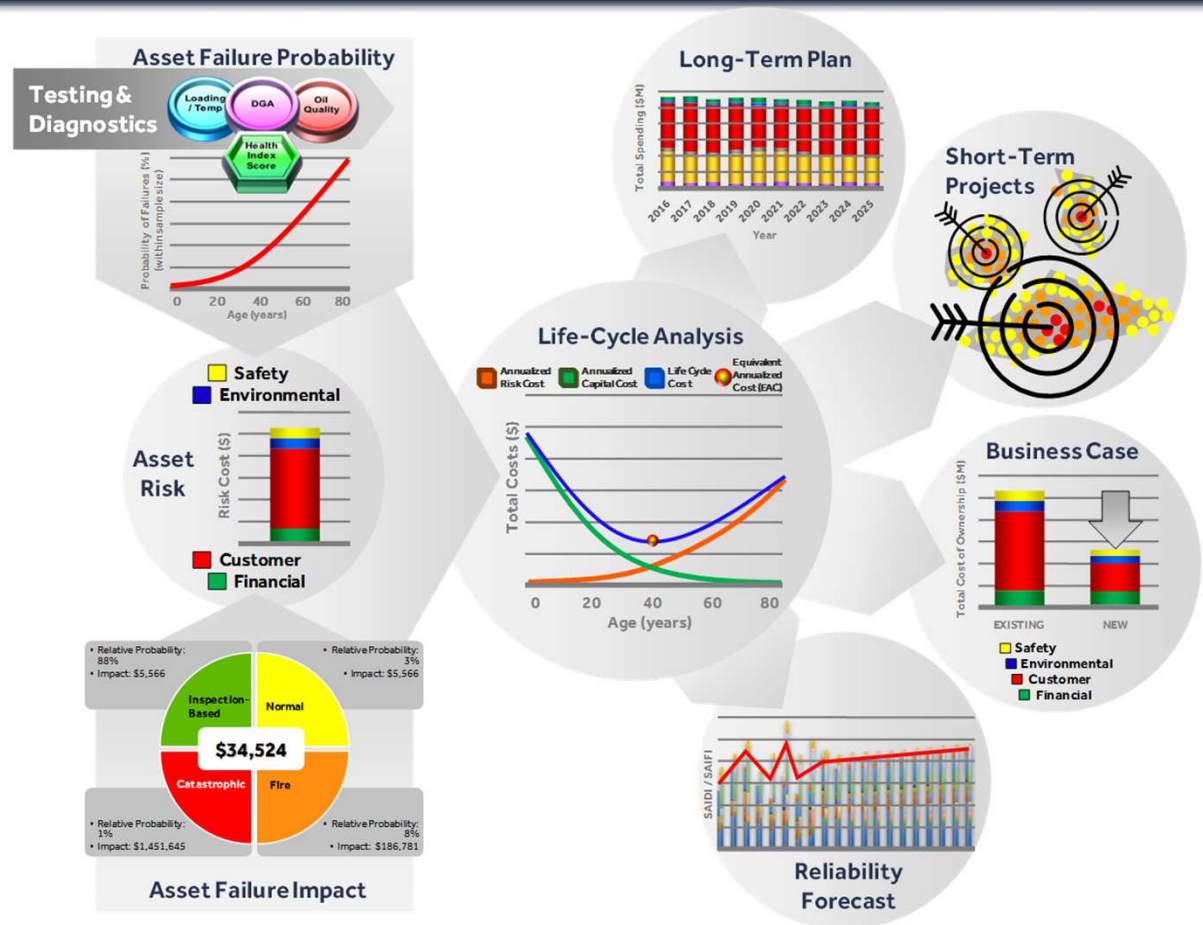 Asset Failure Probability
Testing &
Diagnostics
Loading
/ Temp
DGA
Oil
Quality
Health
Index
Score
Probability of Failures (%)
(within sample size)
0 20 40 60 80
Age (years)
Safety
Environmental
Asset
Risk
Risk Cost ($)
Customer
Financial
• Relative Probability:
88%
• Impact: $5,566
• Relative Probability:
3%
• Impact: $5,566
Inspection-
Based
Normal
$34,524
Catastrophic
Fire
• Relative Probability:
1%
• Impact: $1,451,645
• Relative Probability:
8%
• Impact: $186,781
Asset Failure Impact
Life-Cycle Analysis
Annualized
Risk Cost
Annualized
Capital Cost
Life Cycle
Cost
Equivalent
Annualized
Cost (EAC)
Total Costs ($)
0 20 40 60 80
Age (years)
Long-Term Plan
Total Spending ($M)
2016 2017 2018 2019 2020 2021 2022 2023 2024 2025
Year
Short-Term
Projects
Business Case
Total Cost of Ownership ($M)
EXISTING NEW
Safety
Environmental
Customer
Financial
SAIDI / SAIFI
Reliability
Forecast